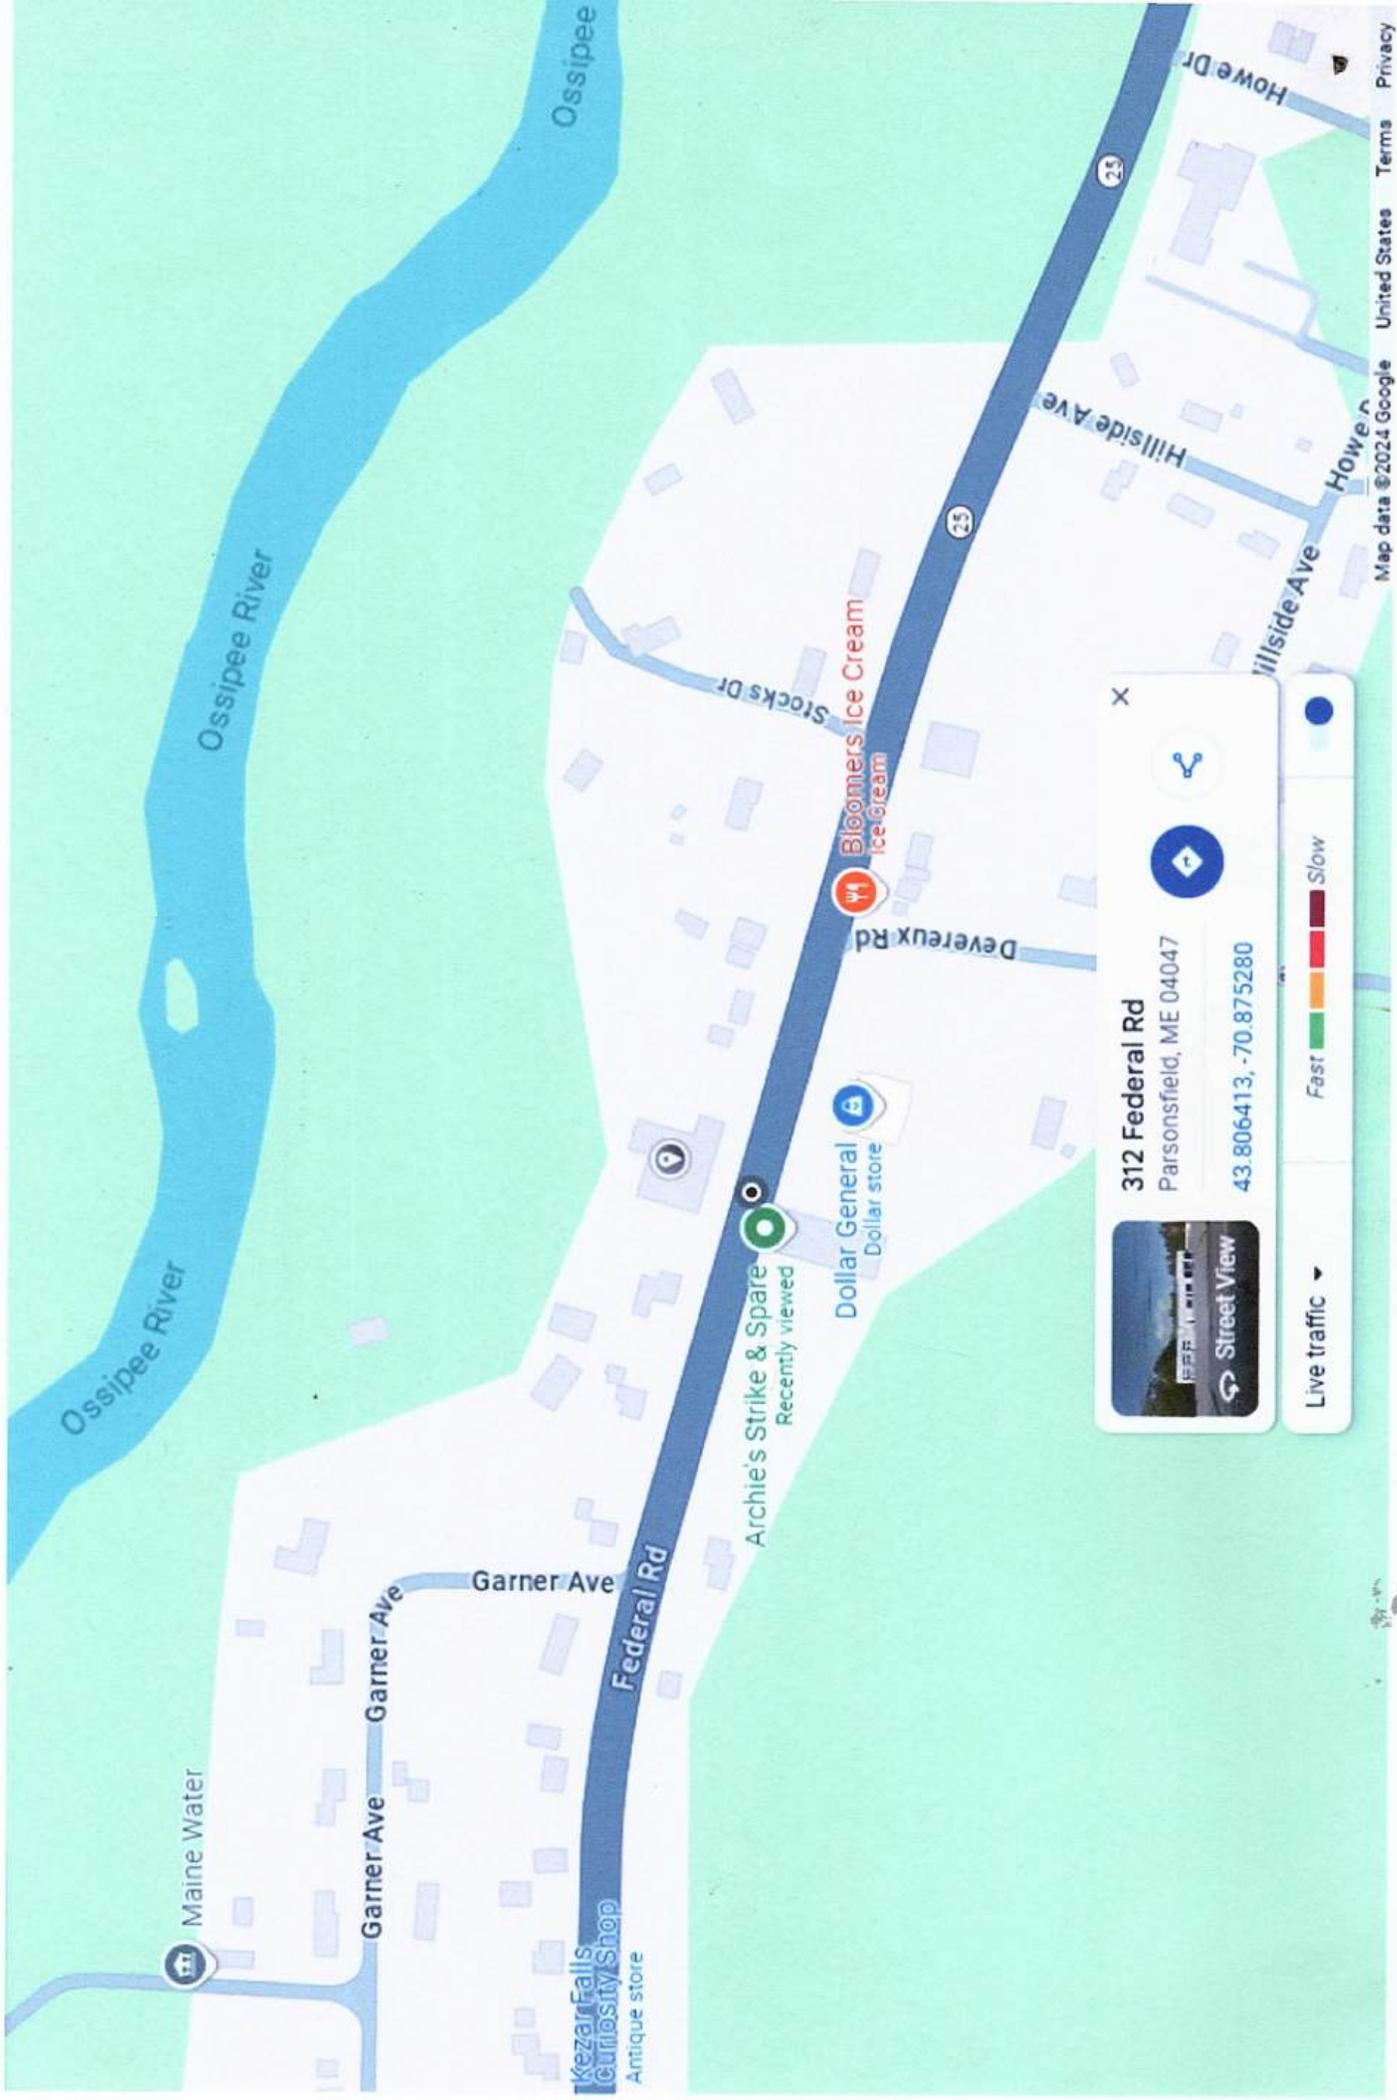 Ossipee River
Ossipee River
Ossipee
Maine Water
Garner Ave
Garner Ave
Garner Ave
Kezar Falls
Curiosity Shop
Antique store
Federal Rd
Archie's Strike & Spare
Recently viewed
Dollar General
Dollar store
Devereux Rd
Bloomers Ice Cream
Ice Cream
Stocks Dr
25
Hillside Ave
25
Howe Dr
illside Ave
Howe D
312 Federal Rd
Parsonsfield, ME 04047
43.806413, -70.875280
Street View
Live traffic
Fast
Slow
Map data ©2024 Google
United States
Terms
Privacy